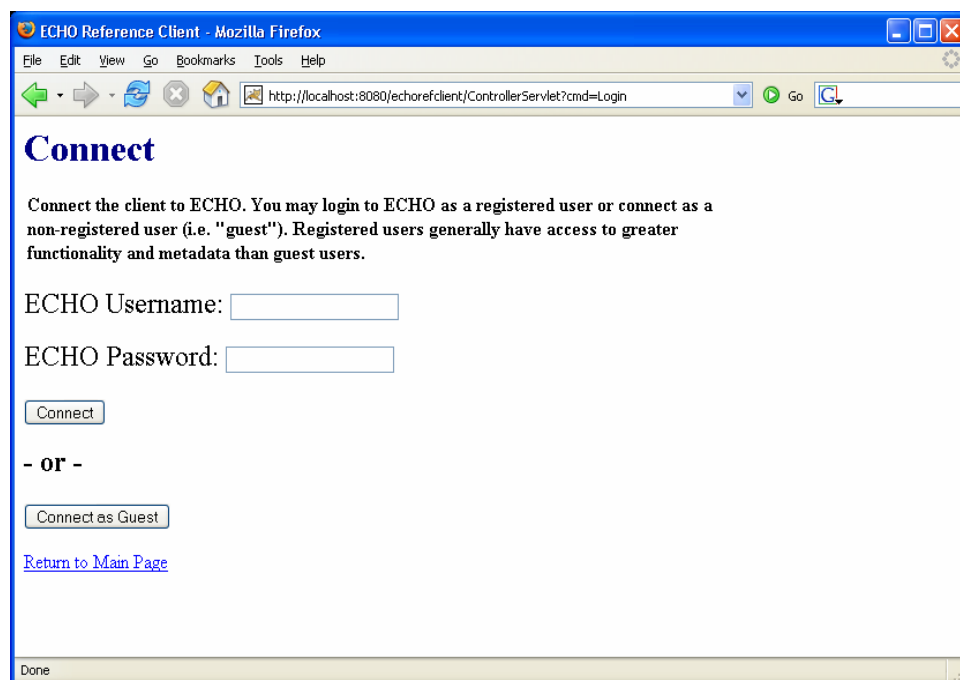 ECHO Reference Client - Mozilla Firefox
File Edit View Go Bookmarks Tools Help
http://localhost:8080/echorefclient/ControllerServlet?cmd=Login Go G
Connect
Connect the client to ECHO. You may login to ECHO as a registered user or connect as a
non-registered user (i.e. "guest"). Registered users generally have access to greater
functionality and metadata than guest users.
ECHO Username:
ECHO Password:
Connect
- or -
Connect as Guest
Return to Main Page
Done